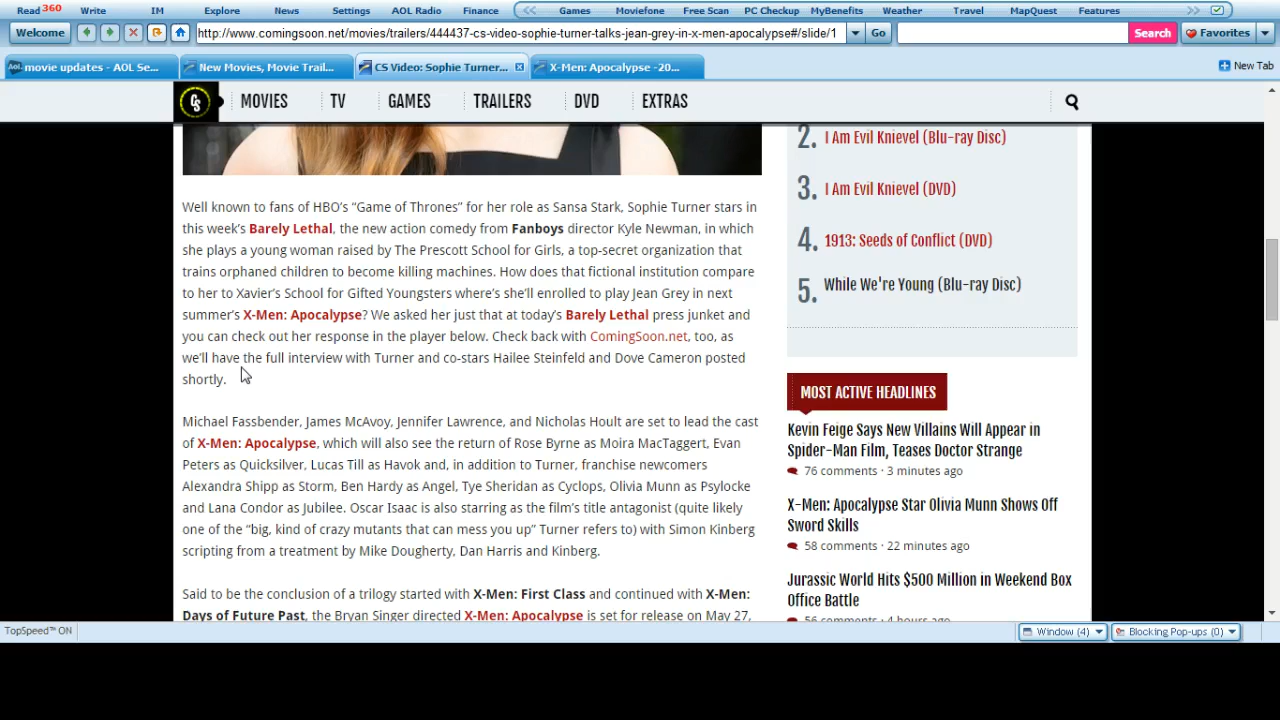 Read 360 Write IM Explore News Settings AOL Radio Finance Games Moviefone Free Scan PC Checkup MyBenefits Weather Travel MapQuest Features
Welcome http://www.comingsoon.net/movies/trailers/444437-cs-video-sophie-turner-talks-jean-grey-in-x-men-apocalypse#/slide/1 Go Search Favorites
movie updates - AOL Se... New Movies, Movie Trail... CS Video: Sophie Turner... X-Men: Apocalypse -20... New Tab
CS MOVIES TV GAMES TRAILERS DVD EXTRAS
Well known to fans of HBO’s “Game of Thrones” for her role as Sansa Stark, Sophie Turner stars in
this week’s Barely Lethal, the new action comedy from Fanboys director Kyle Newman, in which
she plays a young woman raised by The Prescott School for Girls, a top-secret organization that
trains orphaned children to become killing machines. How does that fictional institution compare
to her to Xavier’s School for Gifted Youngsters where’s she’ll enrolled to play Jean Grey in next
summer’s X-Men: Apocalypse? We asked her just that at today’s Barely Lethal press junket and
you can check out her response in the player below. Check back with ComingSoon.net, too, as
we’ll have the full interview with Turner and co-stars Hailee Steinfeld and Dove Cameron posted
shortly.
Michael Fassbender, James McAvoy, Jennifer Lawrence, and Nicholas Hoult are set to lead the cast
of X-Men: Apocalypse, which will also see the return of Rose Byrne as Moira MacTaggert, Evan
Peters as Quicksilver, Lucas Till as Havok and, in addition to Turner, franchise newcomers
Alexandra Shipp as Storm, Ben Hardy as Angel, Tye Sheridan as Cyclops, Olivia Munn as Psylocke
and Lana Condor as Jubilee. Oscar Isaac is also starring as the film’s title antagonist (quite likely
one of the “big, kind of crazy mutants that can mess you up” Turner refers to) with Simon Kinberg
scripting from a treatment by Mike Dougherty, Dan Harris and Kinberg.
Said to be the conclusion of a trilogy started with X-Men: First Class and continued with X-Men:
Days of Future Past, the Bryan Singer directed X-Men: Apocalypse is set for release on May 27,
2. I Am Evil Knievel (Blu-ray Disc)
3. I Am Evil Knievel (DVD)
4. 1913: Seeds of Conflict (DVD)
5. While We're Young (Blu-ray Disc)
MOST ACTIVE HEADLINES
Kevin Feige Says New Villains Will Appear in
Spider-Man Film, Teases Doctor Strange
76 comments · 3 minutes ago
X-Men: Apocalypse Star Olivia Munn Shows Off
Sword Skills
58 comments · 22 minutes ago
Jurassic World Hits $500 Million in Weekend Box
Office Battle
56 comments · 4 hours ago
TopSpeed™ ON Window (4) Blocking Pop-ups (0)